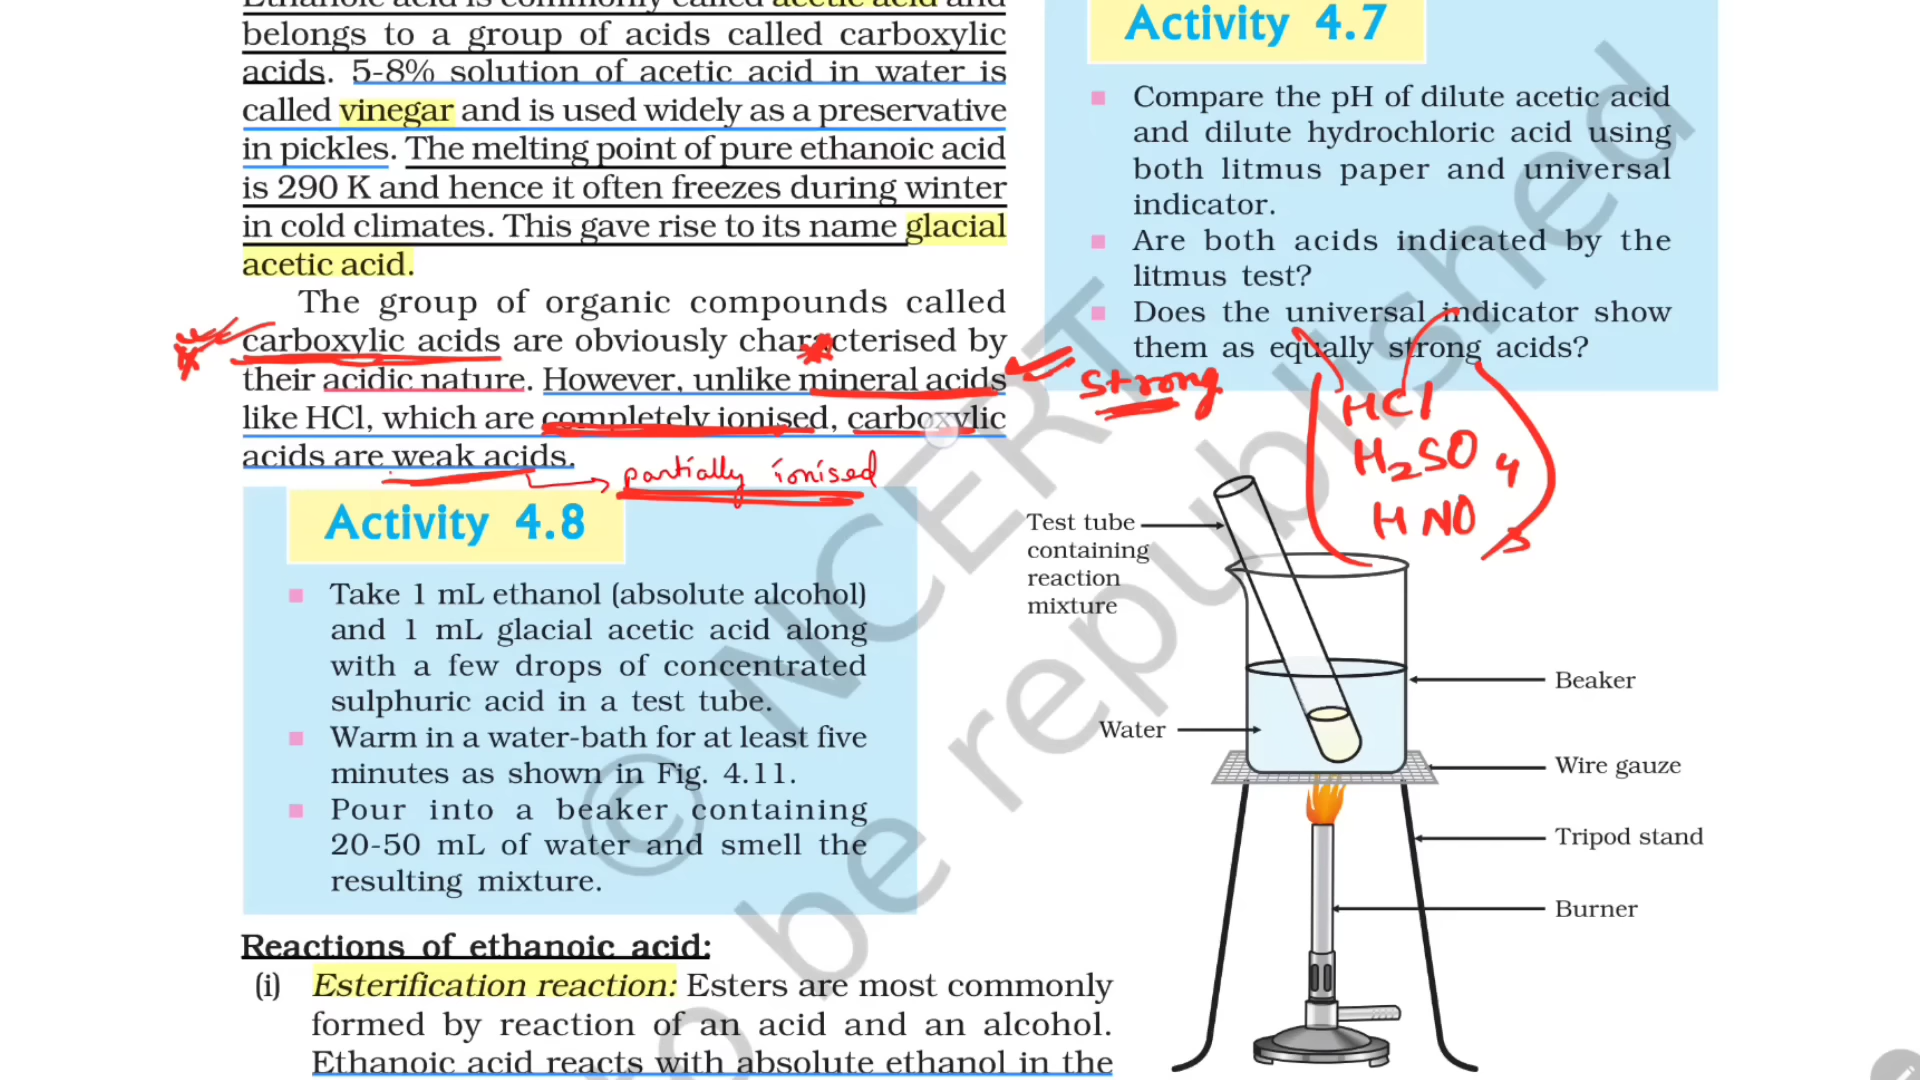 Ethanoic acid is commonly called acetic acid and
belongs to a group of acids called carboxylic
acids. 5-8% solution of acetic acid in water is
called vinegar and is used widely as a preservative
in pickles. The melting point of pure ethanoic acid
is 290 K and hence it often freezes during winter
in cold climates. This gave rise to its name glacial
acetic acid.
The group of organic compounds called
carboxylic acids are obviously characterised by
their acidic nature. However, unlike mineral acids
like HCl, which are completely ionised, carboxylic
acids are weak acids.
partially ionised
strong
HCl
H2SO4
HNO3
Activity 4.7
Compare the pH of dilute acetic acid
and dilute hydrochloric acid using
both litmus paper and universal
indicator.
Are both acids indicated by the
litmus test?
Does the universal indicator show
them as equally strong acids?
Activity 4.8
Take 1 mL ethanol (absolute alcohol)
and 1 mL glacial acetic acid along
with a few drops of concentrated
sulphuric acid in a test tube.
Warm in a water-bath for at least five
minutes as shown in Fig. 4.11.
Pour into a beaker containing
20-50 mL of water and smell the
resulting mixture.
Test tube
containing
reaction
mixture
Water
Beaker
Wire gauze
Tripod stand
Burner
Reactions of ethanoic acid:
(i) Esterification reaction: Esters are most commonly
formed by reaction of an acid and an alcohol.
Ethanoic acid reacts with absolute ethanol in the
© NCERT
o be republished